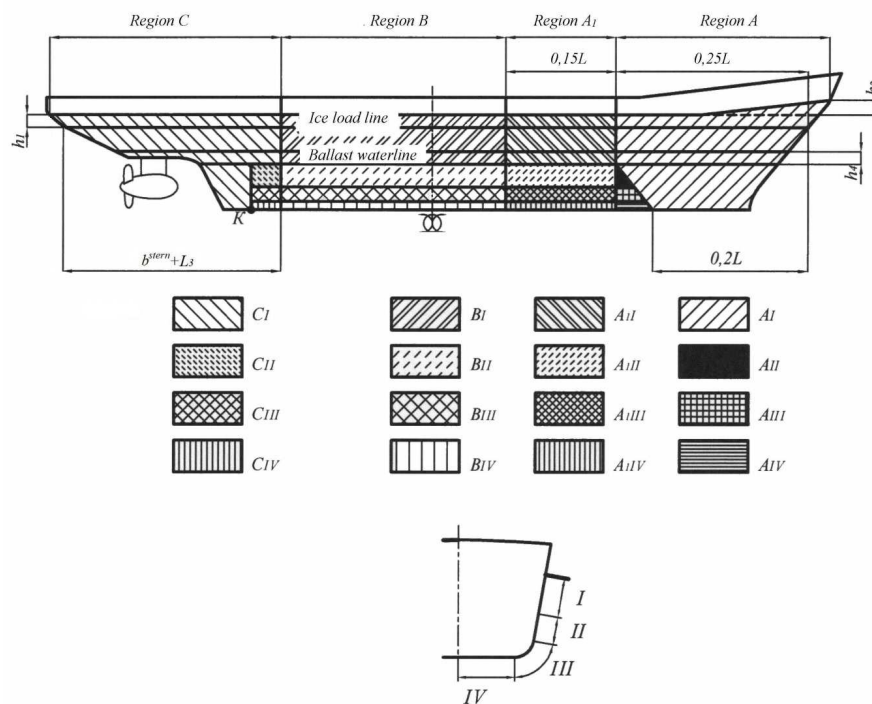 Region C Region B Region A1 Region A
0,15L 0,25L
Ice load line
h1
Ballast waterline
h4
K
b^stern+L3
0,2L
CI BI A1I AI
CII BII A1II AII
CIII BIII A1III AIII
CIV BIV A1IV AIV
I
II
III
IV